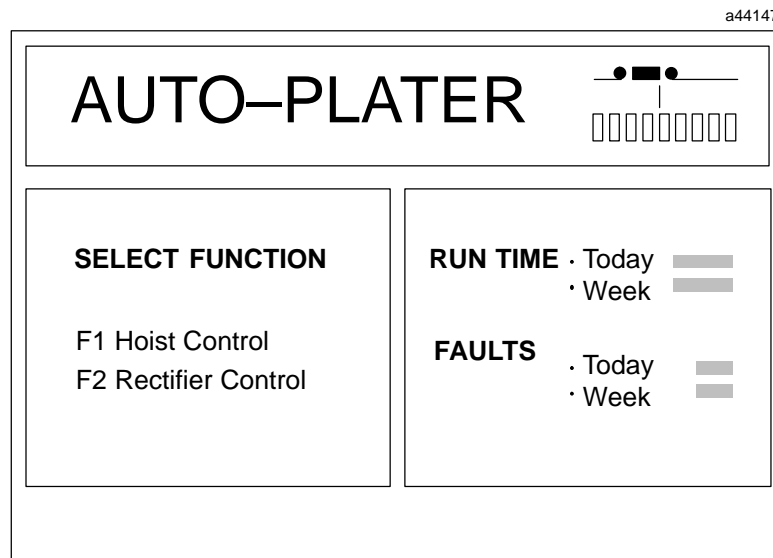 a44147
AUTO–PLATER
SELECT FUNCTION
F1 Hoist Control
F2 Rectifier Control
RUN TIME · Today
· Week
FAULTS
· Today
· Week